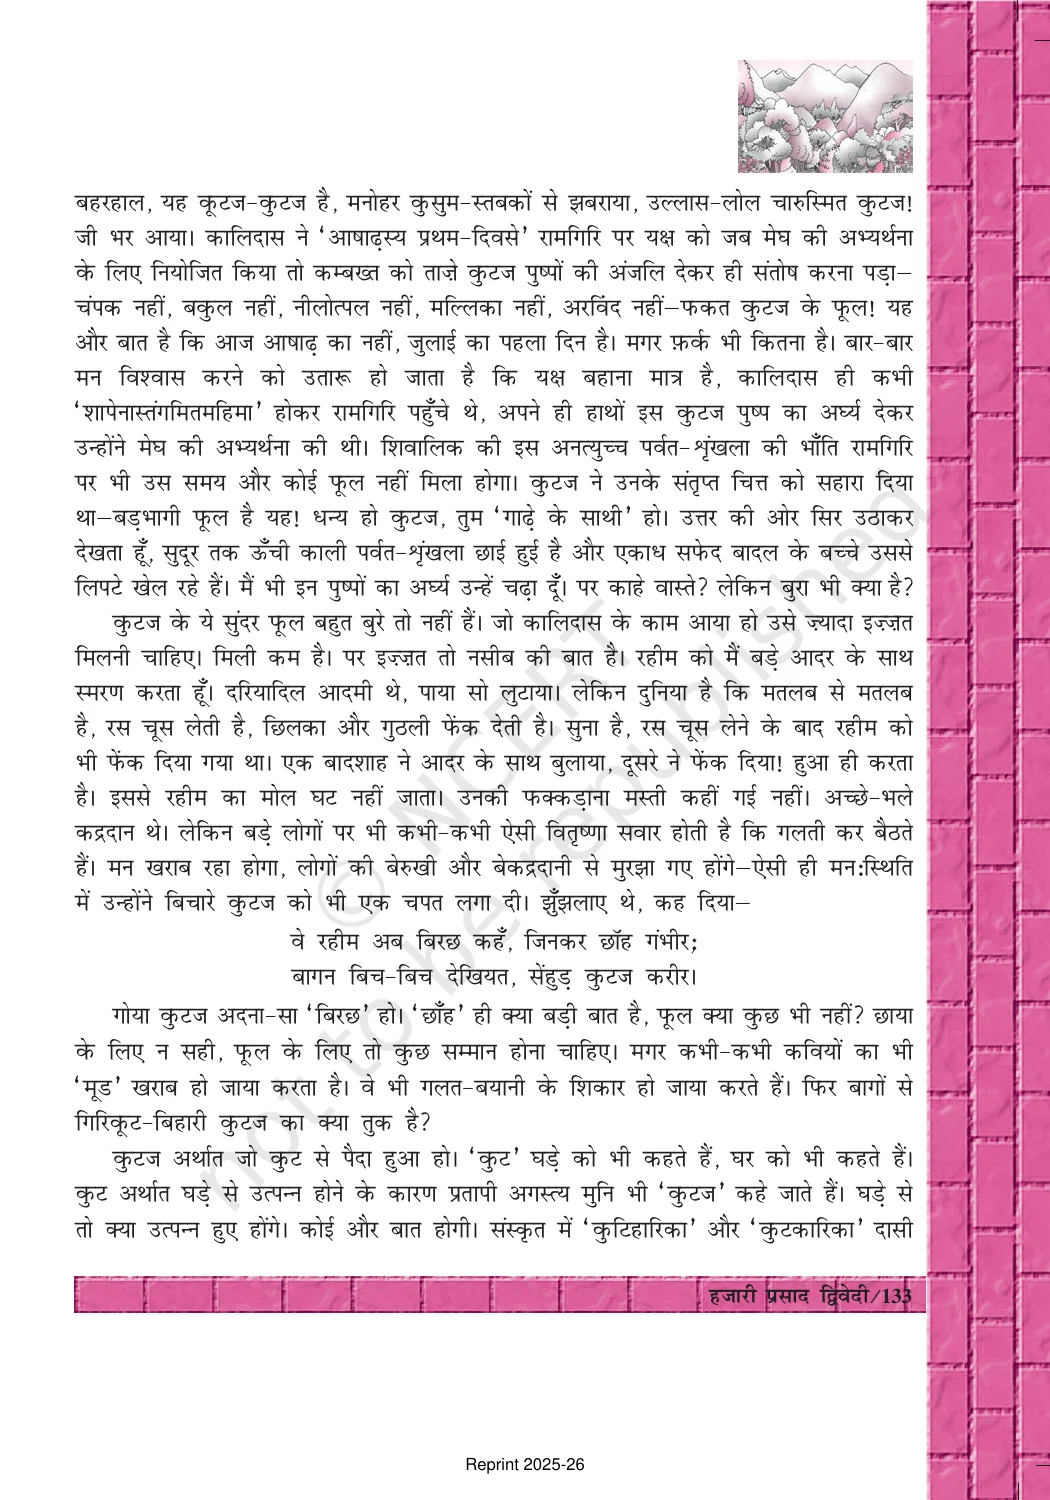 बहरहाल, यह कूटज-कुटज है, मनोहर कुसुम-स्तबकों से झबराया, उल्लास-लोल चारुस्मित कुटज!
जी भर आया। कालिदास ने ‘आषाढ़स्य प्रथम-दिवसे’ रामगिरि पर यक्ष को जब मेघ की अभ्यर्थना
के लिए नियोजित किया तो कम्बख्त को ताज़े कुटज पुष्पों की अंजलि देकर ही संतोष करना पड़ा–
चंपक नहीं, बकुल नहीं, नीलोत्पल नहीं, मल्लिका नहीं, अरविंद नहीं–फकत कुटज के फूल! यह
और बात है कि आज आषाढ़ का नहीं, जुलाई का पहला दिन है। मगर फ़र्क भी कितना है। बार-बार
मन विश्वास करने को उतारू हो जाता है कि यक्ष बहाना मात्र है, कालिदास ही कभी
‘शापेनास्तंगमितमहिमा’ होकर रामगिरि पहुँचे थे, अपने ही हाथों इस कुटज पुष्प का अर्घ्य देकर
उन्होंने मेघ की अभ्यर्थना की थी। शिवालिक की इस अनत्युच्च पर्वत-शृंखला की भाँति रामगिरि
पर भी उस समय और कोई फूल नहीं मिला होगा। कुटज ने उनके संतृप्त चित्त को सहारा दिया
था–बड़भागी फूल है यह! धन्य हो कुटज, तुम ‘गाढ़े के साथी’ हो। उत्तर की ओर सिर उठाकर
देखता हूँ, सुदूर तक ऊँची काली पर्वत-शृंखला छाई हुई है और एकाध सफेद बादल के बच्चे उससे
लिपटे खेल रहे हैं। मैं भी इन पुष्पों का अर्घ्य उन्हें चढ़ा दूँ। पर काहे वास्ते? लेकिन बुरा भी क्या है?
कुटज के ये सुंदर फूल बहुत बुरे तो नहीं हैं। जो कालिदास के काम आया हो उसे ज़्यादा इज़्ज़त
मिलनी चाहिए। मिली कम है। पर इज़्ज़त तो नसीब की बात है। रहीम को मैं बड़े आदर के साथ
स्मरण करता हूँ। दरियादिल आदमी थे, पाया सो लुटाया। लेकिन दुनिया है कि मतलब से मतलब
है, रस चूस लेती है, छिलका और गुठली फेंक देती है। सुना है, रस चूस लेने के बाद रहीम को
भी फेंक दिया गया था। एक बादशाह ने आदर के साथ बुलाया, दूसरे ने फेंक दिया! हुआ ही करता
है। इससे रहीम का मोल घट नहीं जाता। उनकी फक्कड़ाना मस्ती कहीं गई नहीं। अच्छे-भले
कद्रदान थे। लेकिन बड़े लोगों पर भी कभी-कभी ऐसी वितृष्णा सवार होती है कि गलती कर बैठते
हैं। मन खराब रहा होगा, लोगों की बेरुखी और बेकद्रदानी से मुरझा गए होंगे–ऐसी ही मन:स्थिति
में उन्होंने बिचारे कुटज को भी एक चपत लगा दी। झुँझलाए थे, कह दिया–
वे रहीम अब बिरछ कहँ, जिनकर छाँह गंभीर;
बागन बिच-बिच देखियत, सेंहुड़ कुटज करीर।
गोया कुटज अदना-सा ‘बिरछ’ हो। ‘छाँह’ ही क्या बड़ी बात है, फूल क्या कुछ भी नहीं? छाया
के लिए न सही, फूल के लिए तो कुछ सम्मान होना चाहिए। मगर कभी-कभी कवियों का भी
‘मूड’ खराब हो जाया करता है। वे भी गलत-बयानी के शिकार हो जाया करते हैं। फिर बागों से
गिरिकूट-बिहारी कुटज का क्या तुक है?
कुटज अर्थात जो कुट से पैदा हुआ हो। ‘कुट’ घड़े को भी कहते हैं, घर को भी कहते हैं।
कुट अर्थात घड़े से उत्पन्न होने के कारण प्रतापी अगस्त्य मुनि भी ‘कुटज’ कहे जाते हैं। घड़े से
तो क्या उत्पन्न हुए होंगे। कोई और बात होगी। संस्कृत में ‘कुटिहारिका’ और ‘कुटकारिका’ दासी
हजारी प्रसाद द्विवेदी/133
© NCERT
not to be republished
Reprint 2025-26